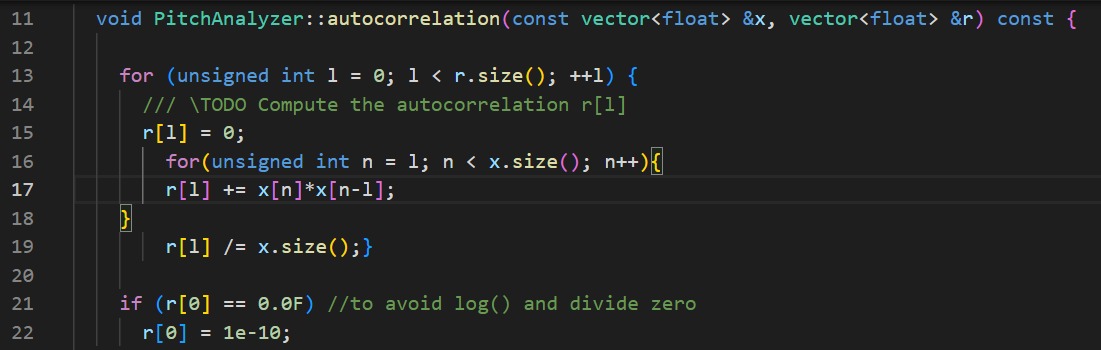 11 void PitchAnalyzer::autocorrelation(const vector<float> &x, vector<float> &r) const {
12
13 for (unsigned int l = 0; l < r.size(); ++l) {
14 /// \TODO Compute the autocorrelation r[l]
15 r[l] = 0;
16 for(unsigned int n = l; n < x.size(); n++){
17 r[l] += x[n]*x[n-l];
18 }
19 r[l] /= x.size();}
20
21 if (r[0] == 0.0F) //to avoid log() and divide zero
22 r[0] = 1e-10;